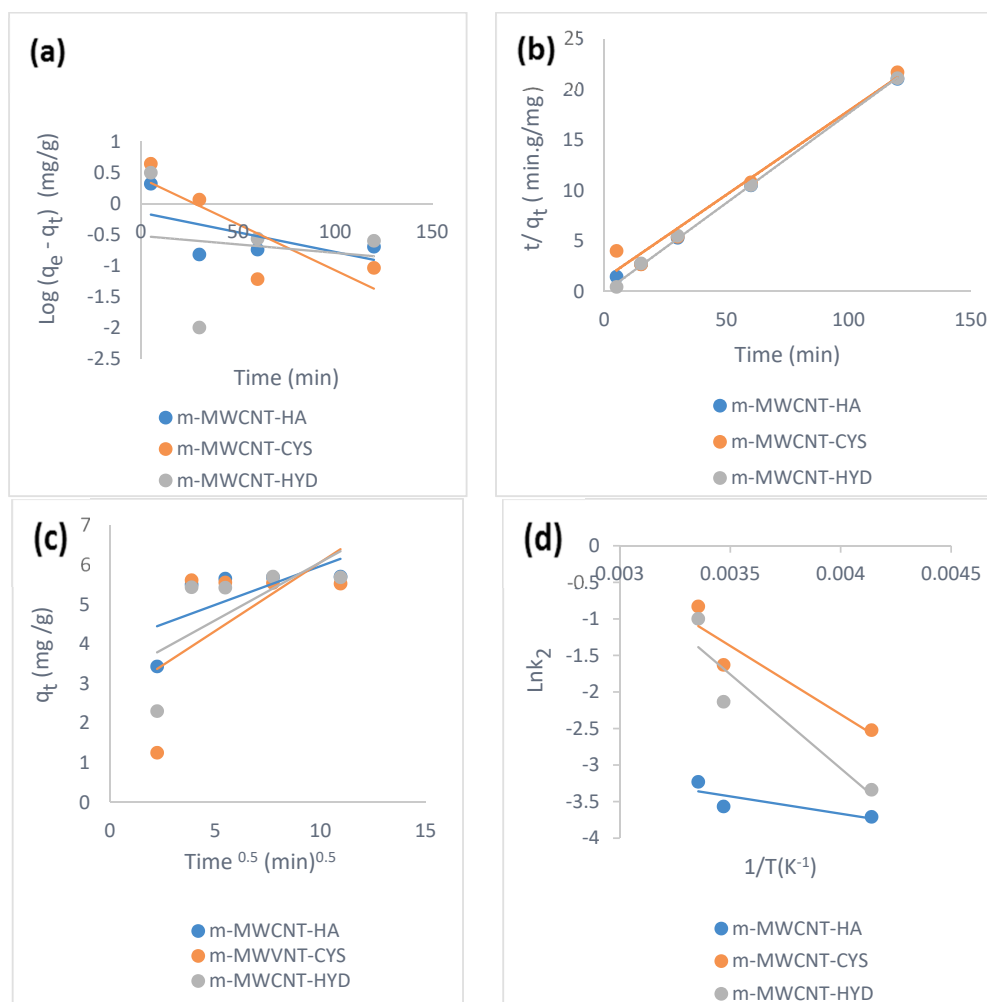 (a)
1
0.5
0
-0.5
-1
-1.5
-2
-2.5
0
50
100
150
Log (qe - qt) (mg/g)
Time (min)
m-MWCNT-HA
m-MWCNT-CYS
m-MWCNT-HYD
(b)
25
20
15
10
5
0
0
50
100
150
t/ qt ( min.g/mg )
Time (min)
m-MWCNT-HA
m-MWCNT-CYS
m-MWCNT-HYD
(c)
7
6
5
4
3
2
1
0
0
5
10
15
qt (mg /g)
Time 0.5 (min)0.5
m-MWCNT-HA
m-MWVNT-CYS
m-MWCNT-HYD
(d)
0
-0.5
-1
-1.5
-2
-2.5
-3
-3.5
-4
0.003
0.0035
0.004
0.0045
Lnk2
1/T(K-1)
m-MWCNT-HA
m-MWCNT-CYS
m-MWCNT-HYD